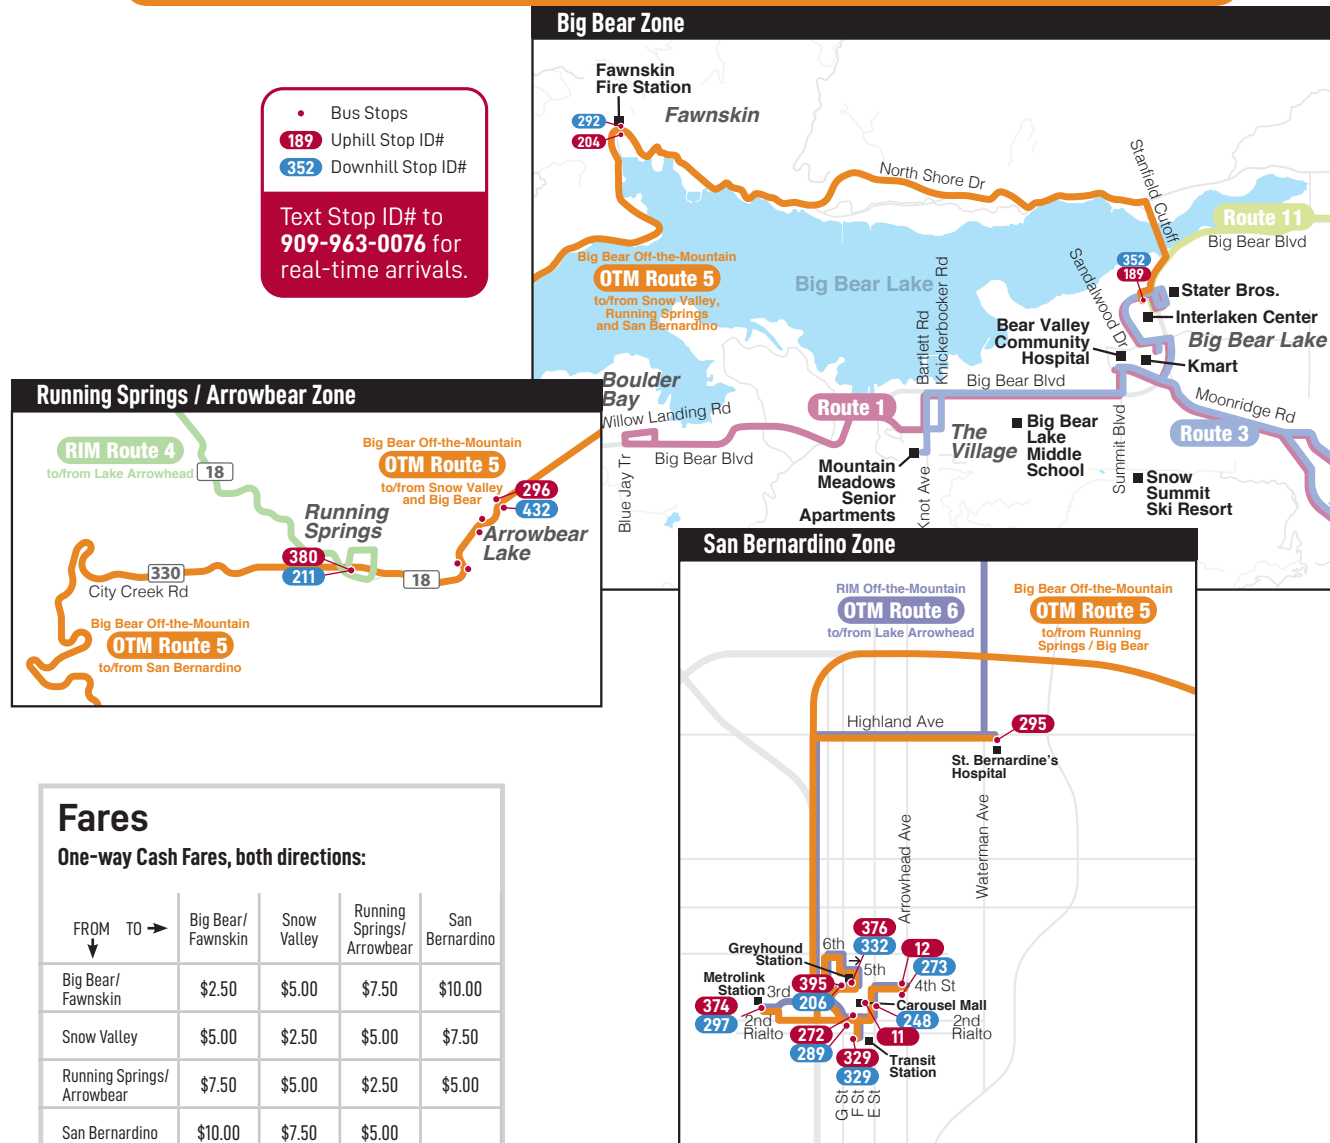 Big Bear Zone
Fawnskin
Fire Station
Fawnskin
292
204
North Shore Dr
Stanfield Cutoff
Route 11
Big Bear Blvd
Bus Stops
189 Uphill Stop ID#
352 Downhill Stop ID#
Text Stop ID# to
909-963-0076 for
real-time arrivals.
Big Bear Off-the-Mountain
OTM Route 5
to/from Snow Valley,
Running Springs
and San Bernardino
Big Bear Lake
352
189
Stater Bros.
Interlaken Center
Big Bear Lake
Kmart
Sandalwood Dr
Bear Valley
Community
Hospital
Bartlett Rd
Knickerbocker Rd
Big Bear Blvd
Moonridge Rd
Route 3
Boulder
Bay
Willow Landing Rd
Route 1
Big Bear Blvd
Blue Jay Tr
The
Village
Big Bear
Lake
Middle
School
Summit Blvd
Snow
Summit
Ski Resort
Mountain
Meadows
Senior
Apartments
Knot Ave
Running Springs / Arrowbear Zone
RIM Route 4
to/from Lake Arrowhead
18
Big Bear Off-the-Mountain
OTM Route 5
to/from Snow Valley
and Big Bear
296
432
Running
Springs
Arrowbear
Lake
380
211
330
18
City Creek Rd
Big Bear Off-the-Mountain
OTM Route 5
to/from San Bernardino
San Bernardino Zone
RIM Off-the-Mountain
OTM Route 6
to/from Lake Arrowhead
Big Bear Off-the-Mountain
OTM Route 5
to/from Running
Springs / Big Bear
Highland Ave
295
St. Bernardine's
Hospital
Arrowhead Ave
Waterman Ave
376
332
12
273
Greyhound
Station
6th
5th
4th St
Metrolink
Station
3rd
395
206
374
297
2nd
Rialto
Carousel Mall
248
2nd
Rialto
272
289
11
329
329
Transit
Station
G St
F St
E St
Fares
One-way Cash Fares, both directions:
FROM TO Big Bear/ Fawnskin Snow Valley Running Springs/ Arrowbear San Bernardino
Big Bear/ Fawnskin $2.50 $5.00 $7.50 $10.00
Snow Valley $5.00 $2.50 $5.00 $7.50
Running Springs/ Arrowbear $7.50 $5.00 $2.50 $5.00
San Bernardino $10.00 $7.50 $5.00